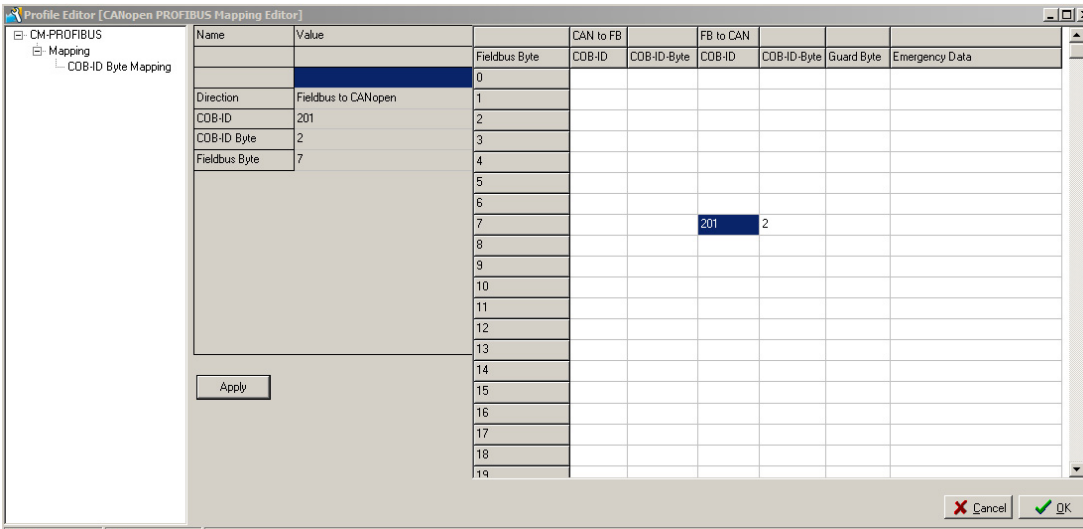 Profile Editor [CANopen PROFIBUS Mapping Editor]
CM-PROFIBUS
Mapping
COB-ID Byte Mapping
Name Value
Direction Fieldbus to CANopen
COB-ID 201
COB-ID Byte 2
Fieldbus Byte 7
Apply
CAN to FB FB to CAN
Fieldbus Byte COB-ID COB-ID-Byte COB-ID COB-ID-Byte Guard Byte Emergency Data
0
1
2
3
4
5
6
7 201 2
8
9
10
11
12
13
14
15
16
17
18
19
Cancel OK